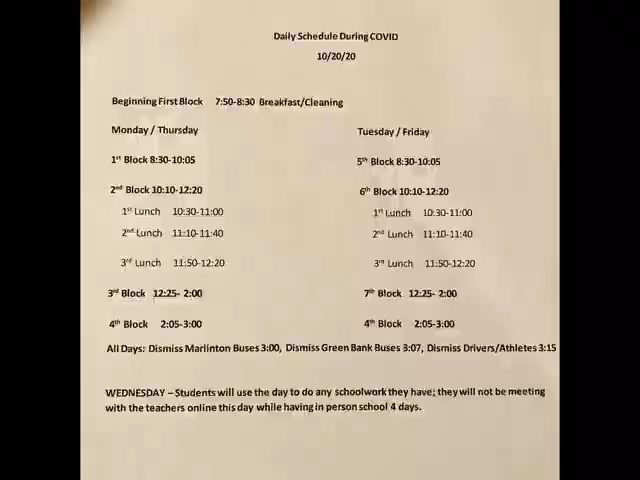 Daily Schedule During COVID
10/20/20
Beginning First Block 7:50-8:30 Breakfast/Cleaning
Monday / Thursday
1st Block 8:30-10:05
2nd Block 10:10-12:20
1st Lunch 10:30-11:00
2nd Lunch 11:10-11:40
3rd Lunch 11:50-12:20
3rd Block 12:25- 2:00
4th Block 2:05-3:00
Tuesday / Friday
5th Block 8:30-10:05
6th Block 10:10-12:20
1st Lunch 10:30-11:00
2nd Lunch 11:10-11:40
3rd Lunch 11:50-12:20
7th Block 12:25- 2:00
4th Block 2:05-3:00
All Days: Dismiss Marlinton Buses 3:00, Dismiss Green Bank Buses 3:07, Dismiss Drivers/Athletes 3:15
WEDNESDAY – Students will use the day to do any schoolwork they have; they will not be meeting
with the teachers online this day while having in person school 4 days.